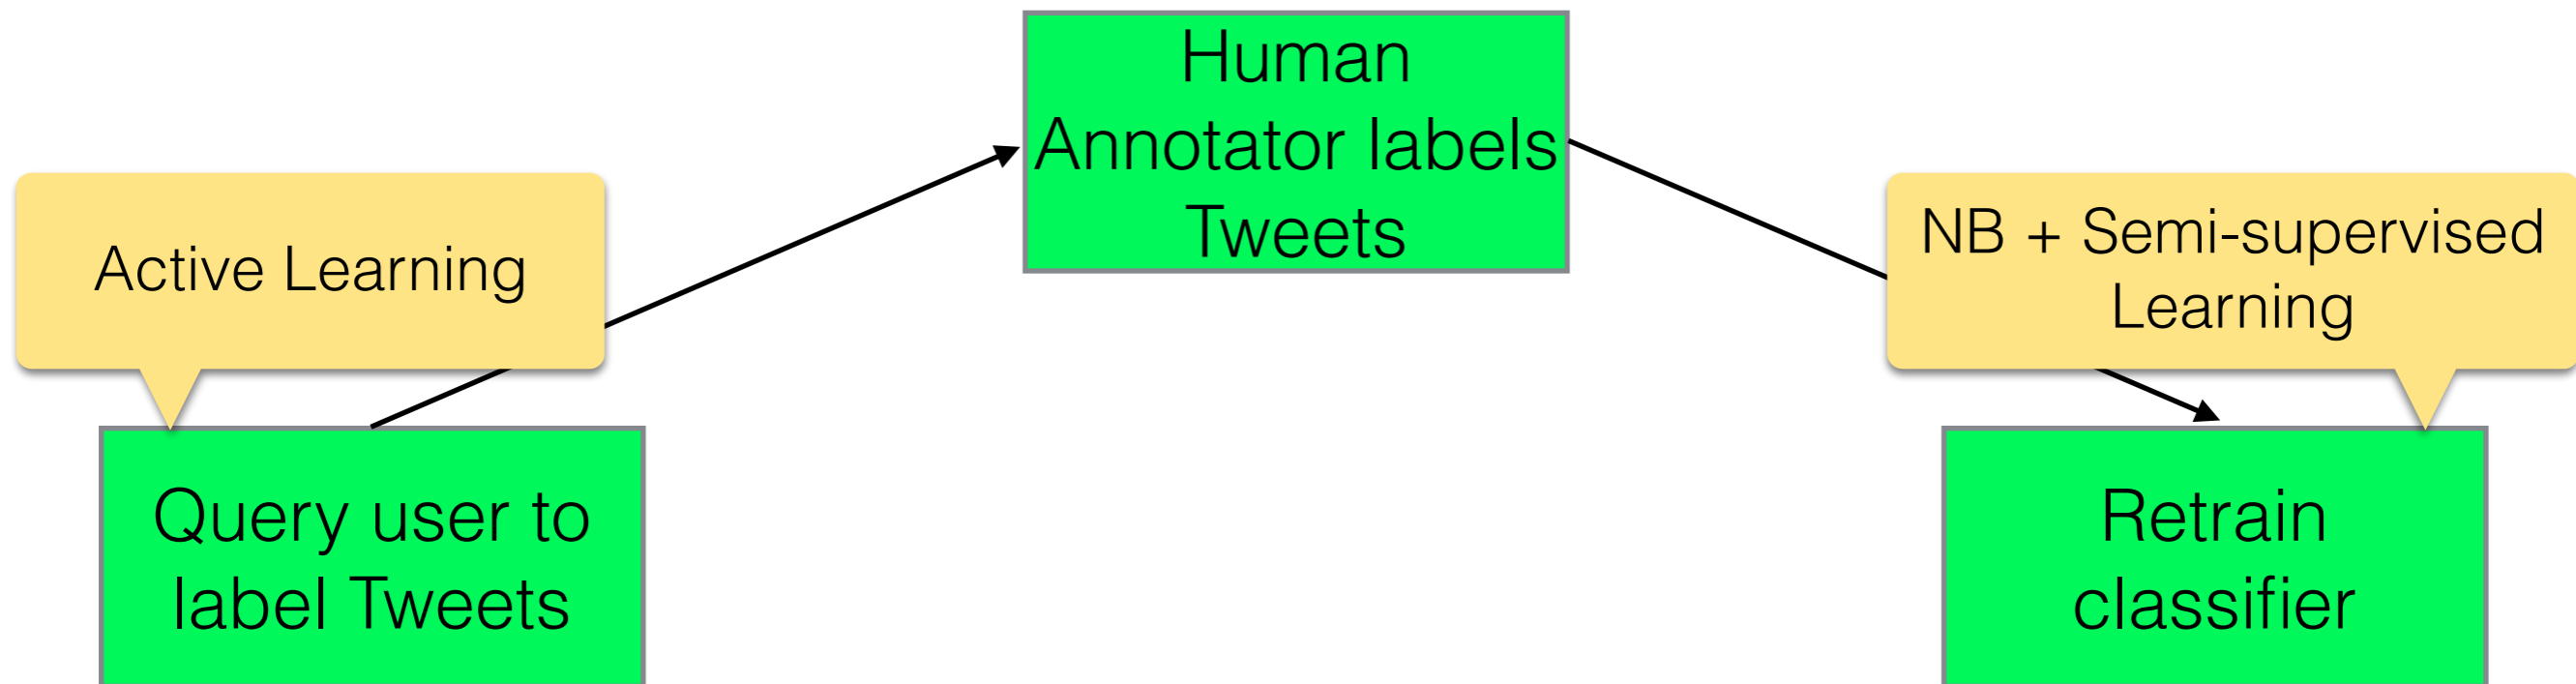 Human
Annotator labels
Tweets
Active Learning
NB + Semi-supervised
Learning
Query user to
label Tweets
Retrain
classifier